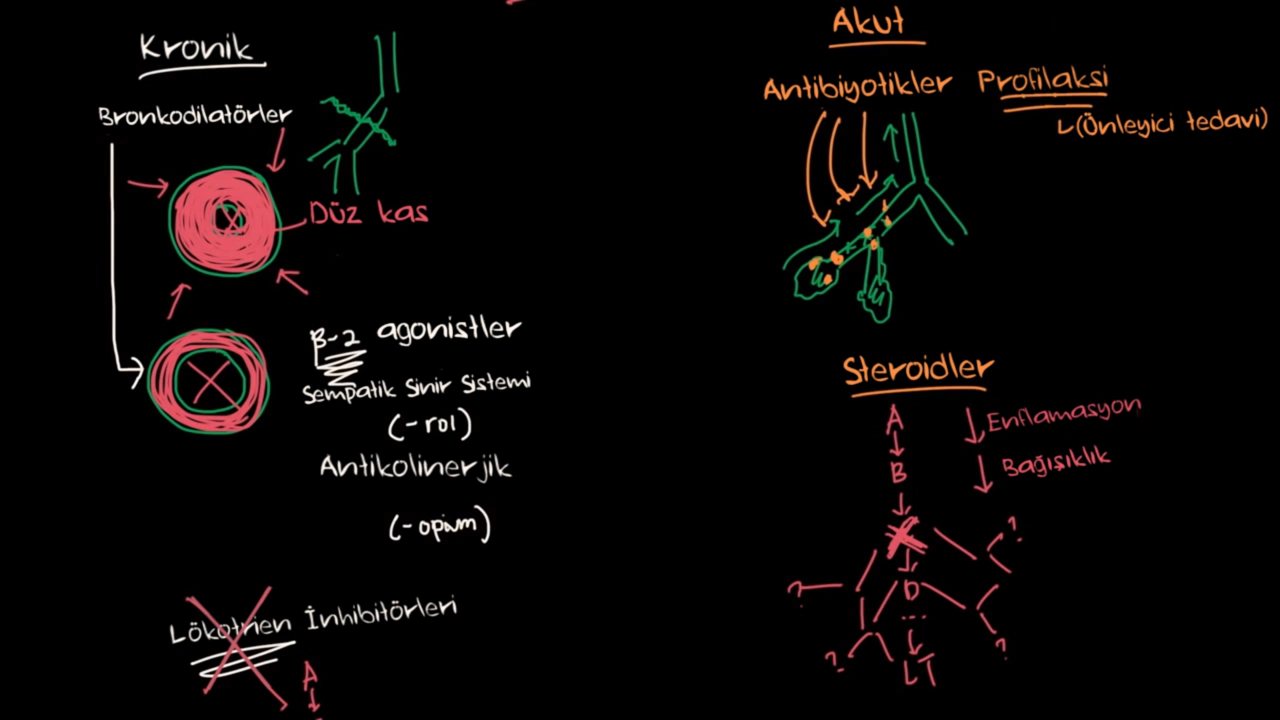 Kronik
Bronkodilatörler
Düz kas
B-2 agonistler
Sempatik Sinir Sistemi
(-rol)
Antikolinerjik
(-opium)
Lökotrien İnhibitörleri
A
Akut
Antibiyotikler Profilaksi
(Önleyici tedavi)
Steroidler
A
Enflamasyon
B
Bağışıklık
?
?
D
...
?
?
LT